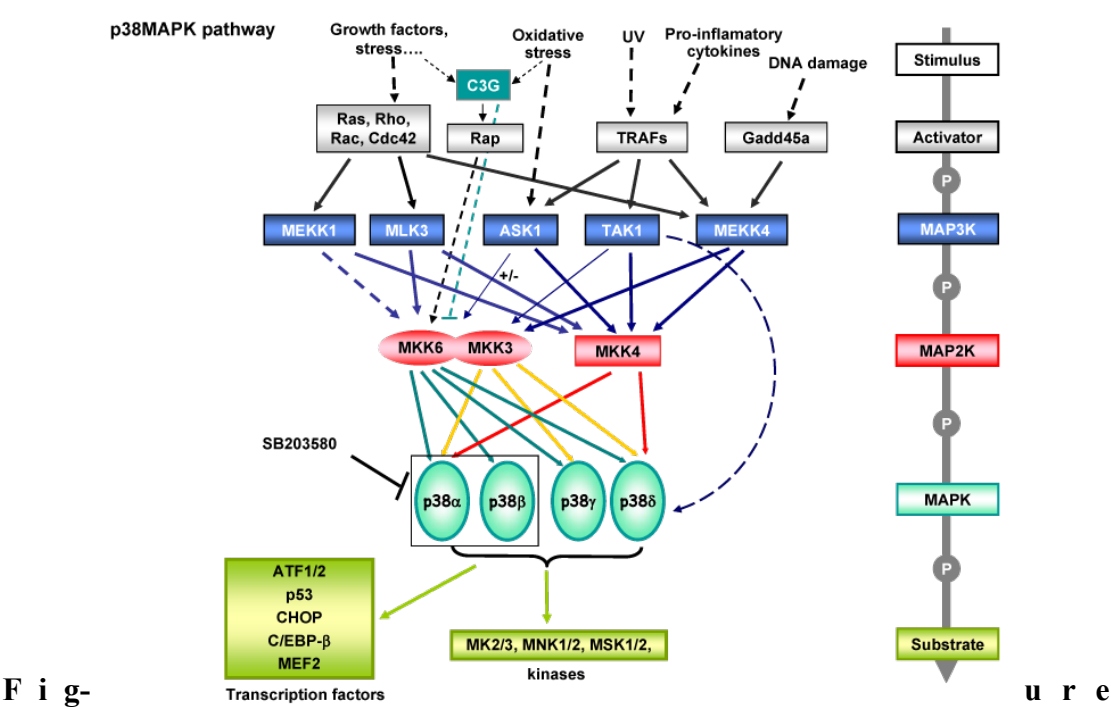 p38MAPK pathway
Growth factors,
stress....
Oxidative
stress
UV
Pro-inflamatory
cytokines
DNA damage
Stimulus
C3G
Ras, Rho,
Rac, Cdc42
Rap
TRAFs
Gadd45a
Activator
P
MEKK1
MLK3
ASK1
TAK1
MEKK4
MAP3K
+/-
P
MKK6
MKK3
MKK4
MAP2K
P
SB203580
p38α
p38β
p38γ
p38δ
MAPK
P
ATF1/2
p53
CHOP
C/EBP-β
MEF2
Transcription factors
MK2/3, MNK1/2, MSK1/2,
kinases
Substrate
F i g- u r e